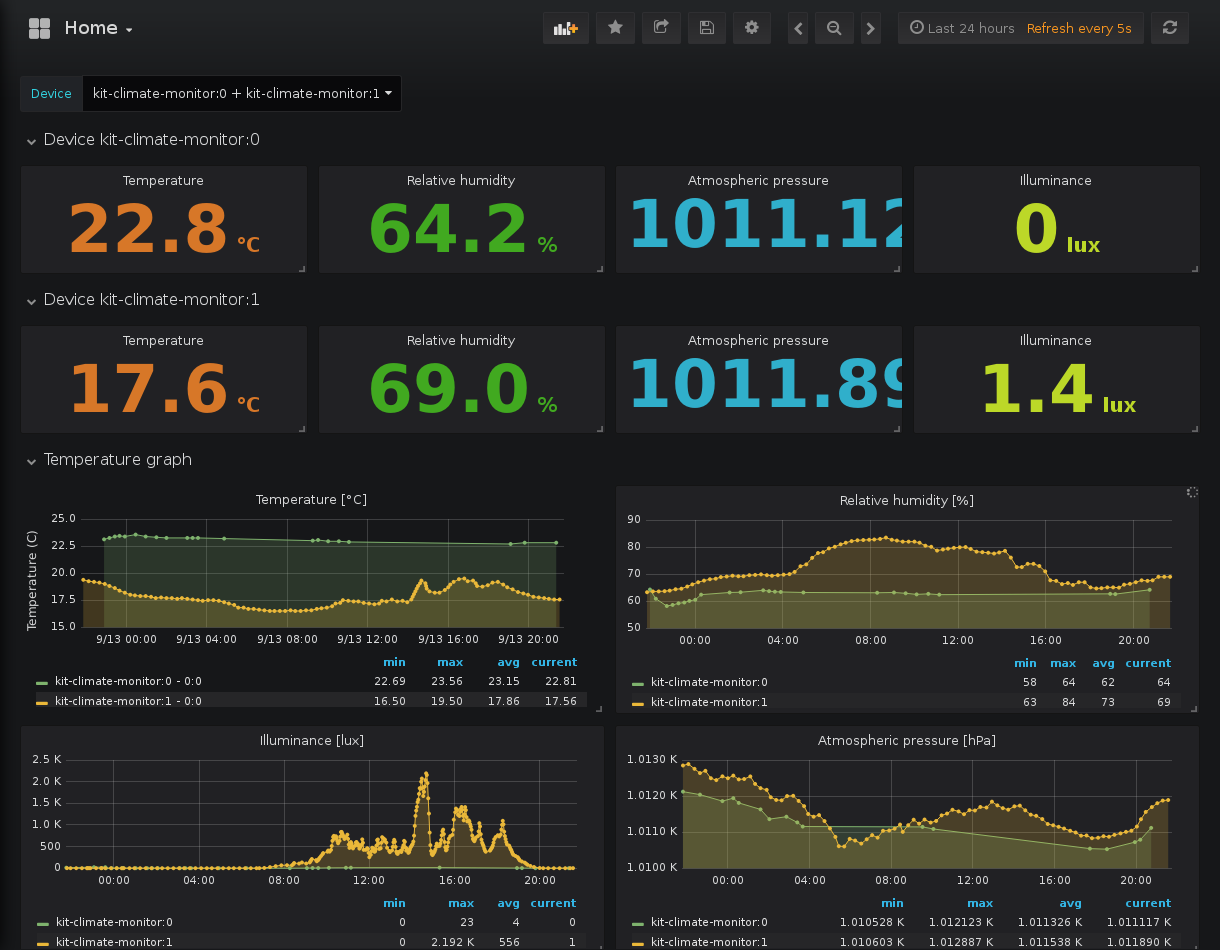 Home
Last 24 hours Refresh every 5s
Device kit-climate-monitor:0 + kit-climate-monitor:1
Device kit-climate-monitor:0
Temperature Relative humidity Atmospheric pressure Illuminance
22.8 °C 64.2 % 1011.12 0 lux
Device kit-climate-monitor:1
Temperature Relative humidity Atmospheric pressure Illuminance
17.6 °C 69.0 % 1011.89 1.4 lux
Temperature graph
Temperature [°C]
Temperature (C)
25.0
22.5
20.0
17.5
15.0
9/13 00:00 9/13 04:00 9/13 08:00 9/13 12:00 9/13 16:00 9/13 20:00
min max avg current
kit-climate-monitor:0 - 0:0 22.69 23.56 23.15 22.81
kit-climate-monitor:1 - 0:0 16.50 19.50 17.86 17.56
Relative humidity [%]
90
80
70
60
50
00:00 04:00 08:00 12:00 16:00 20:00
min max avg current
kit-climate-monitor:0 58 64 62 64
kit-climate-monitor:1 63 84 73 69
Illuminance [lux]
2.5 K
2.0 K
1.5 K
1.0 K
500
0
00:00 04:00 08:00 12:00 16:00 20:00
min max avg current
kit-climate-monitor:0 0 23 4 0
kit-climate-monitor:1 0 2.192 K 556 1
Atmospheric pressure [hPa]
1.0130 K
1.0120 K
1.0110 K
1.0100 K
00:00 04:00 08:00 12:00 16:00 20:00
min max avg current
kit-climate-monitor:0 1.010528 K 1.012123 K 1.011326 K 1.011117 K
kit-climate-monitor:1 1.010603 K 1.012887 K 1.011538 K 1.011890 K